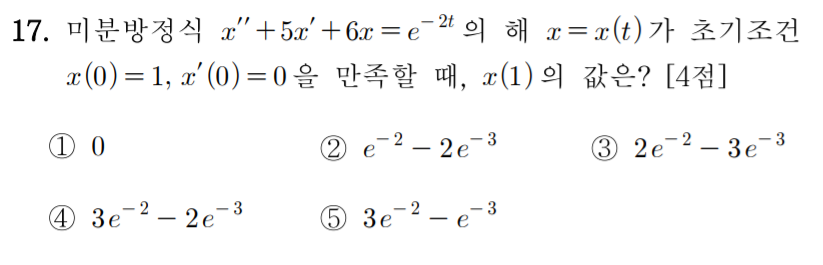 17. 미분방정식 x″+5x′+6x=e^{-2t}의 해 x=x(t)가 초기조건
x(0)=1, x′(0)=0을 만족할 때, x(1)의 값은? [4점]
① 0 ② e^{-2}-2e^{-3} ③ 2e^{-2}-3e^{-3}
④ 3e^{-2}-2e^{-3} ⑤ 3e^{-2}-e^{-3}